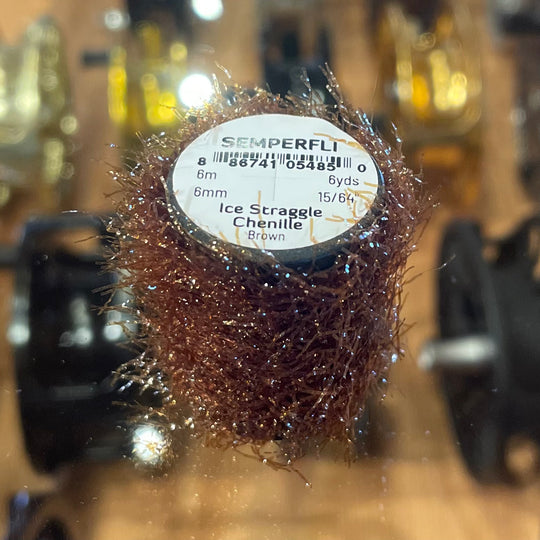 SEMPERFLI
8 86741 05485 0
6m 6yds
6mm 15/64
Ice Straggle
Chenille
Brown